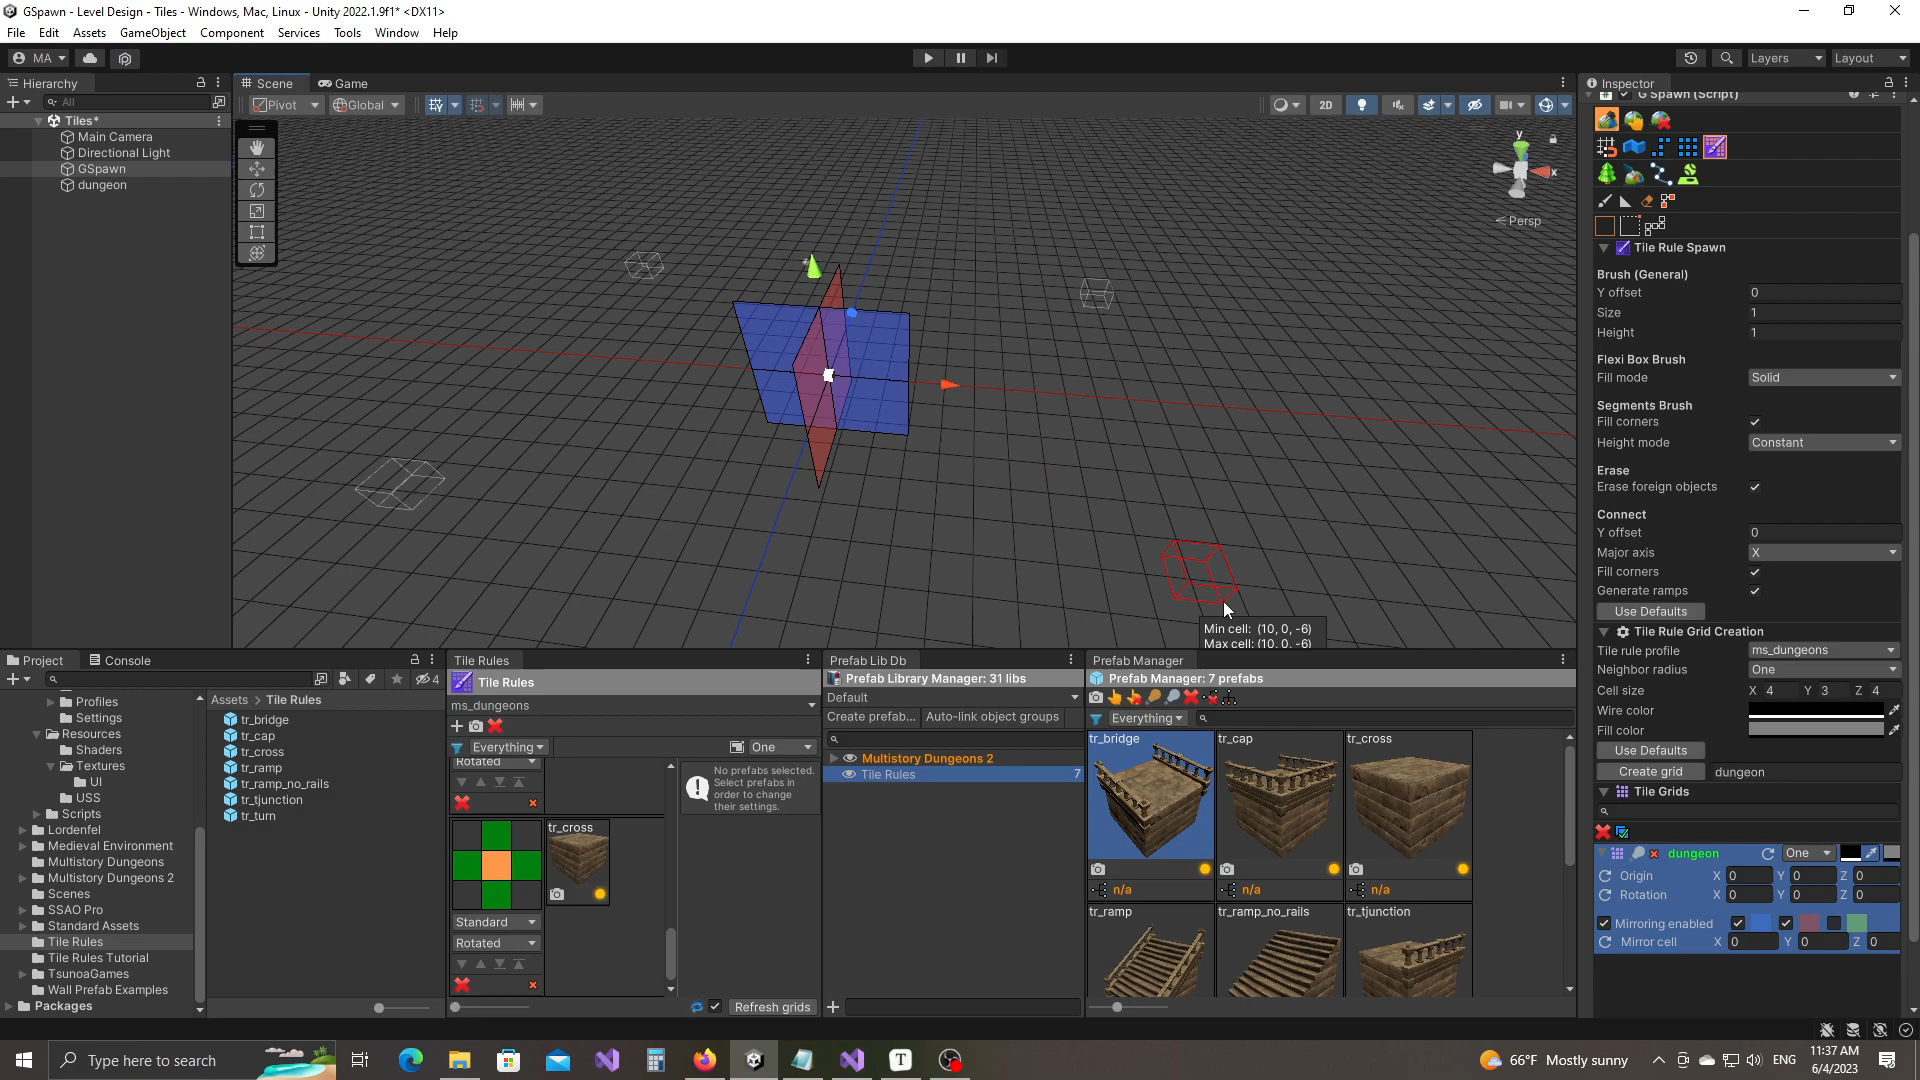 GSpawn - Level Design - Tiles - Windows, Mac, Linux - Unity 2022.1.9f1* <DX11>
File Edit Assets GameObject Component Services Tools Window Help
MA
Layers
Layout
Hierarchy
All
Tiles*
Main Camera
Directional Light
GSpawn
dungeon
Scene
Game
Pivot
Global
2D
y
x
Persp
Min cell: (10, 0, -6)
Max cell: (10, 0, -6)
Inspector
G Spawn (Script)
Tile Rule Spawn
Brush (General)
Y offset 0
Size 1
Height 1
Flexi Box Brush
Fill mode Solid
Segments Brush
Fill corners
Height mode Constant
Erase
Erase foreign objects
Connect
Y offset 0
Major axis X
Fill corners
Generate ramps
Use Defaults
Tile Rule Grid Creation
Tile rule profile ms_dungeons
Neighbor radius One
Cell size X 4 Y 3 Z 4
Wire color
Fill color
Use Defaults
Create grid dungeon
Tile Grids
dungeon One
Origin X 0 Y 0 Z 0
Rotation X 0 Y 0 Z 0
Mirroring enabled
Mirror cell X 0 Y 0 Z 0
Project
Console
4
Profiles
Settings
Resources
Shaders
Textures
UI
USS
Scripts
Lordenfel
Medieval Environment
Multistory Dungeons
Multistory Dungeons 2
Scenes
SSAO Pro
Standard Assets
Tile Rules
Tile Rules Tutorial
TsunoaGames
Wall Prefab Examples
Packages
Assets > Tile Rules
tr_bridge
tr_cap
tr_cross
tr_ramp
tr_ramp_no_rails
tr_tjunction
tr_turn
Tile Rules
Tile Rules
ms_dungeons
Everything
One
Rotated
tr_cross
Standard
Rotated
No prefabs selected.
Select prefabs in
order to change
their settings.
Refresh grids
Prefab Lib Db
Prefab Library Manager: 31 libs
Default
Create prefab...
Auto-link object groups
Multistory Dungeons 2
Tile Rules 7
Prefab Manager
Prefab Manager: 7 prefabs
Everything
tr_bridge
tr_cap
tr_cross
n/a
n/a
n/a
tr_ramp
tr_ramp_no_rails
tr_tjunction
Type here to search
T
66°F Mostly sunny
ENG
11:37 AM
6/4/2023